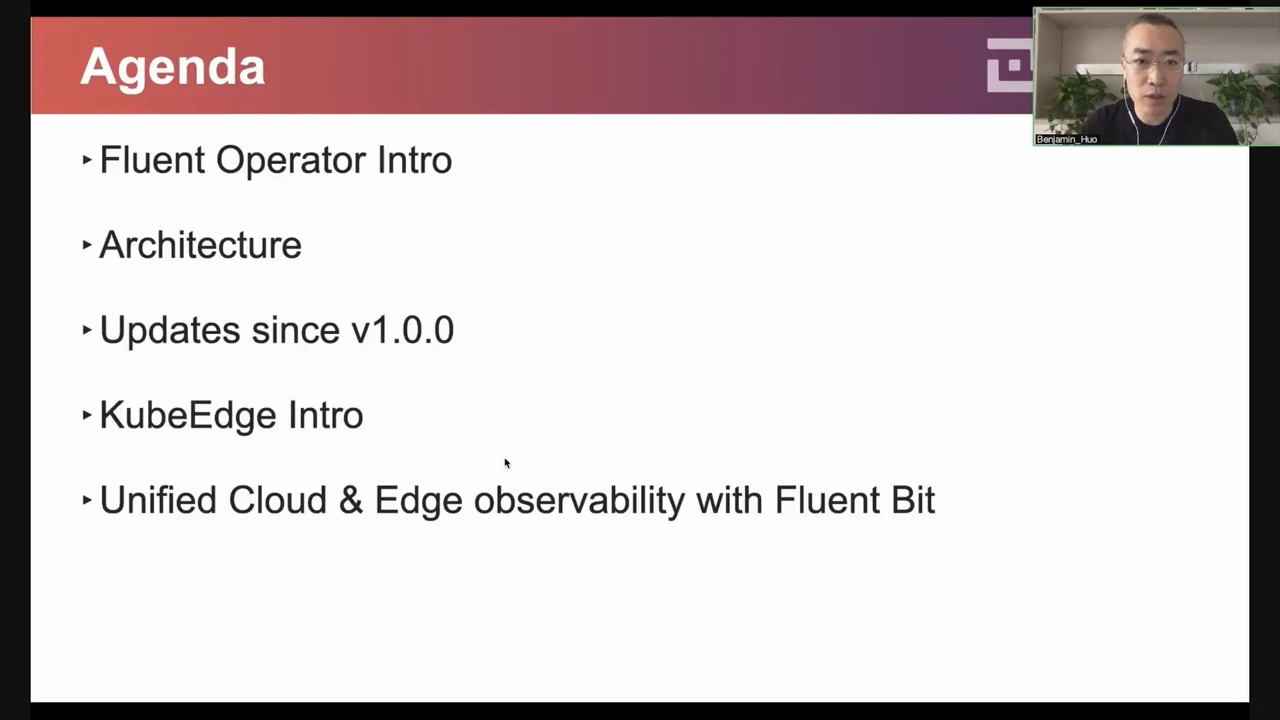 Agenda
Benjamin_Huo
‣ Fluent Operator Intro
‣ Architecture
‣ Updates since v1.0.0
‣ KubeEdge Intro
‣ Unified Cloud & Edge observability with Fluent Bit